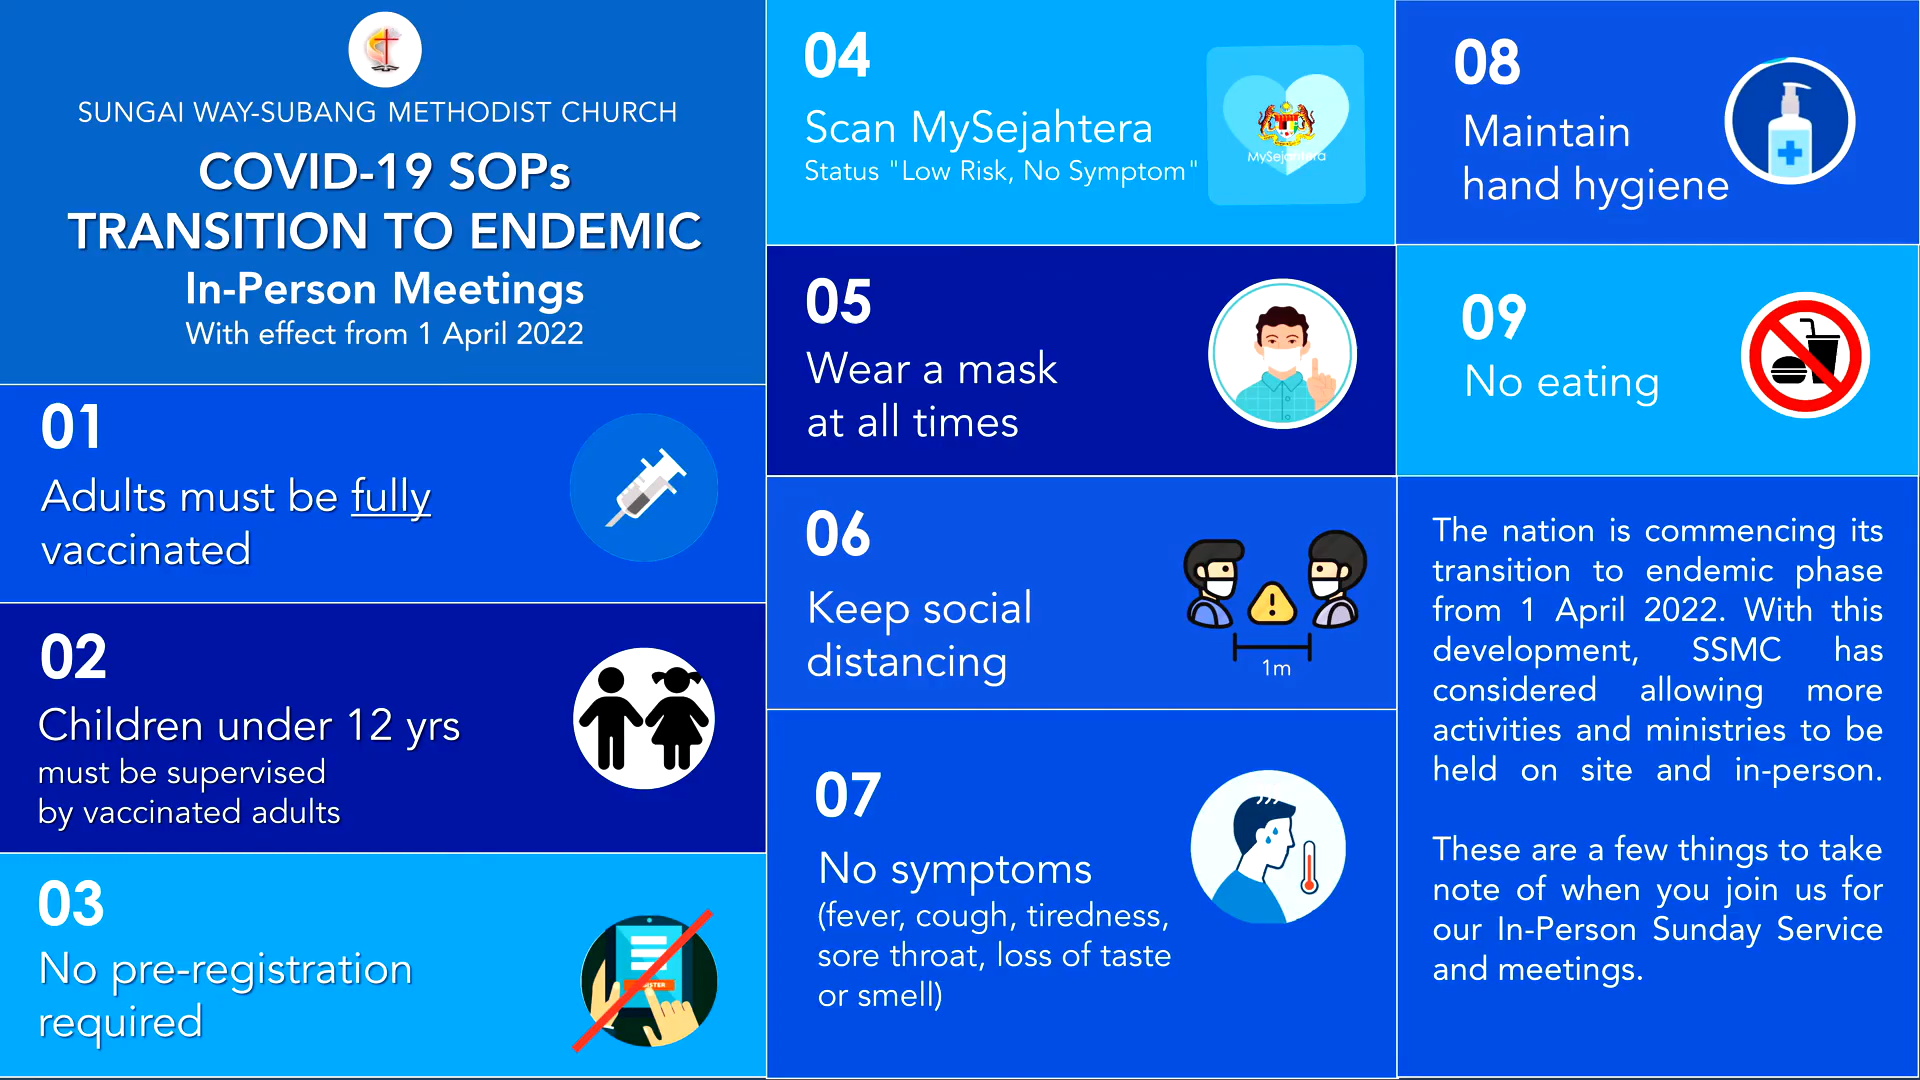 SUNGAI WAY-SUBANG METHODIST CHURCH
COVID-19 SOPs
TRANSITION TO ENDEMIC
In-Person Meetings
With effect from 1 April 2022
01
Adults must be fully
vaccinated
02
Children under 12 yrs
must be supervised
by vaccinated adults
03
No pre-registration
required
04
Scan MySejahtera
Status "Low Risk, No Symptom"
MySejahtera
05
Wear a mask
at all times
06
Keep social
distancing
1m
07
No symptoms
(fever, cough, tiredness,
sore throat, loss of taste
or smell)
08
Maintain
hand hygiene
09
No eating
The nation is commencing its
transition to endemic phase
from 1 April 2022. With this
development, SSMC has
considered allowing more
activities and ministries to be
held on site and in-person.
These are a few things to take
note of when you join us for
our In-Person Sunday Service
and meetings.